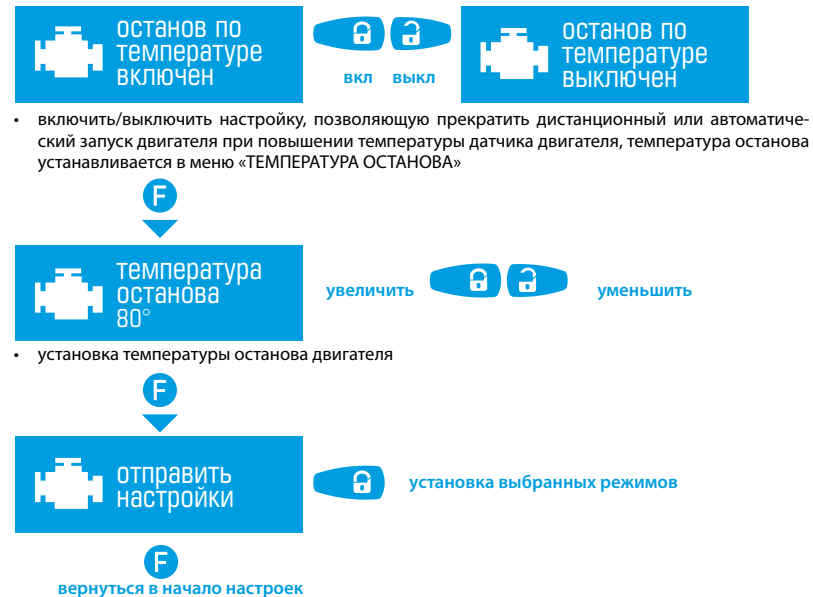 останов по
температуре
включен
вкл выкл
останов по
температуре
выключен
• включить/выключить настройку, позволяющую прекратить дистанционный или автоматиче-
ский запуск двигателя при повышении температуры датчика двигателя, температура останова
устанавливается в меню «ТЕМПЕРАТУРА ОСТАНОВА»
F
температура
останова
80°
увеличить
уменьшить
• установка температуры останова двигателя
F
отправить
настройки
установка выбранных режимов
F
вернуться в начало настроек